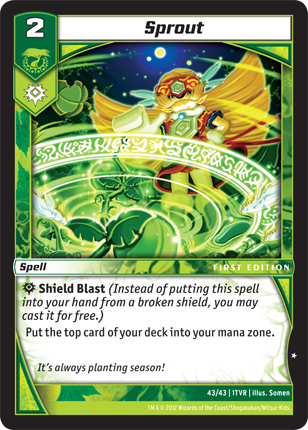 2
Sprout
Spell
FIRST EDITION
Shield Blast (Instead of putting this spell
into your hand from a broken shield, you may
cast it for free.)
Put the top card of your deck into your mana zone.
It's always planting season!
43/43 | 1TVR | illus. Somen
TM & © 2012 Wizards of the Coast/Shogakukan/Mitsui-Kids.